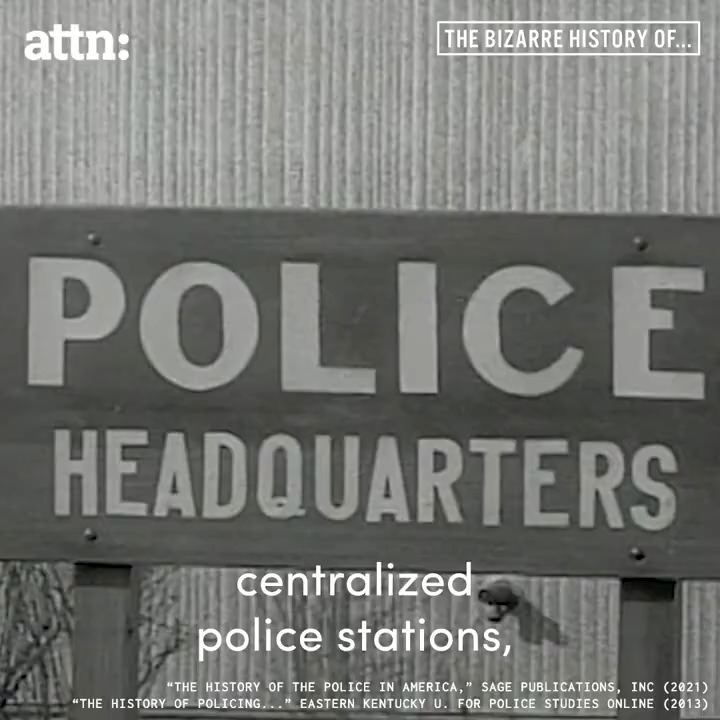 attn:
THE BIZARRE HISTORY OF...
POLICE
HEADQUARTERS
centralized
police stations,
“THE HISTORY OF THE POLICE IN AMERICA,” SAGE PUBLICATIONS, INC (2021)
“THE HISTORY OF POLICING...” EASTERN KENTUCKY U. FOR POLICE STUDIES ONLINE (2013)